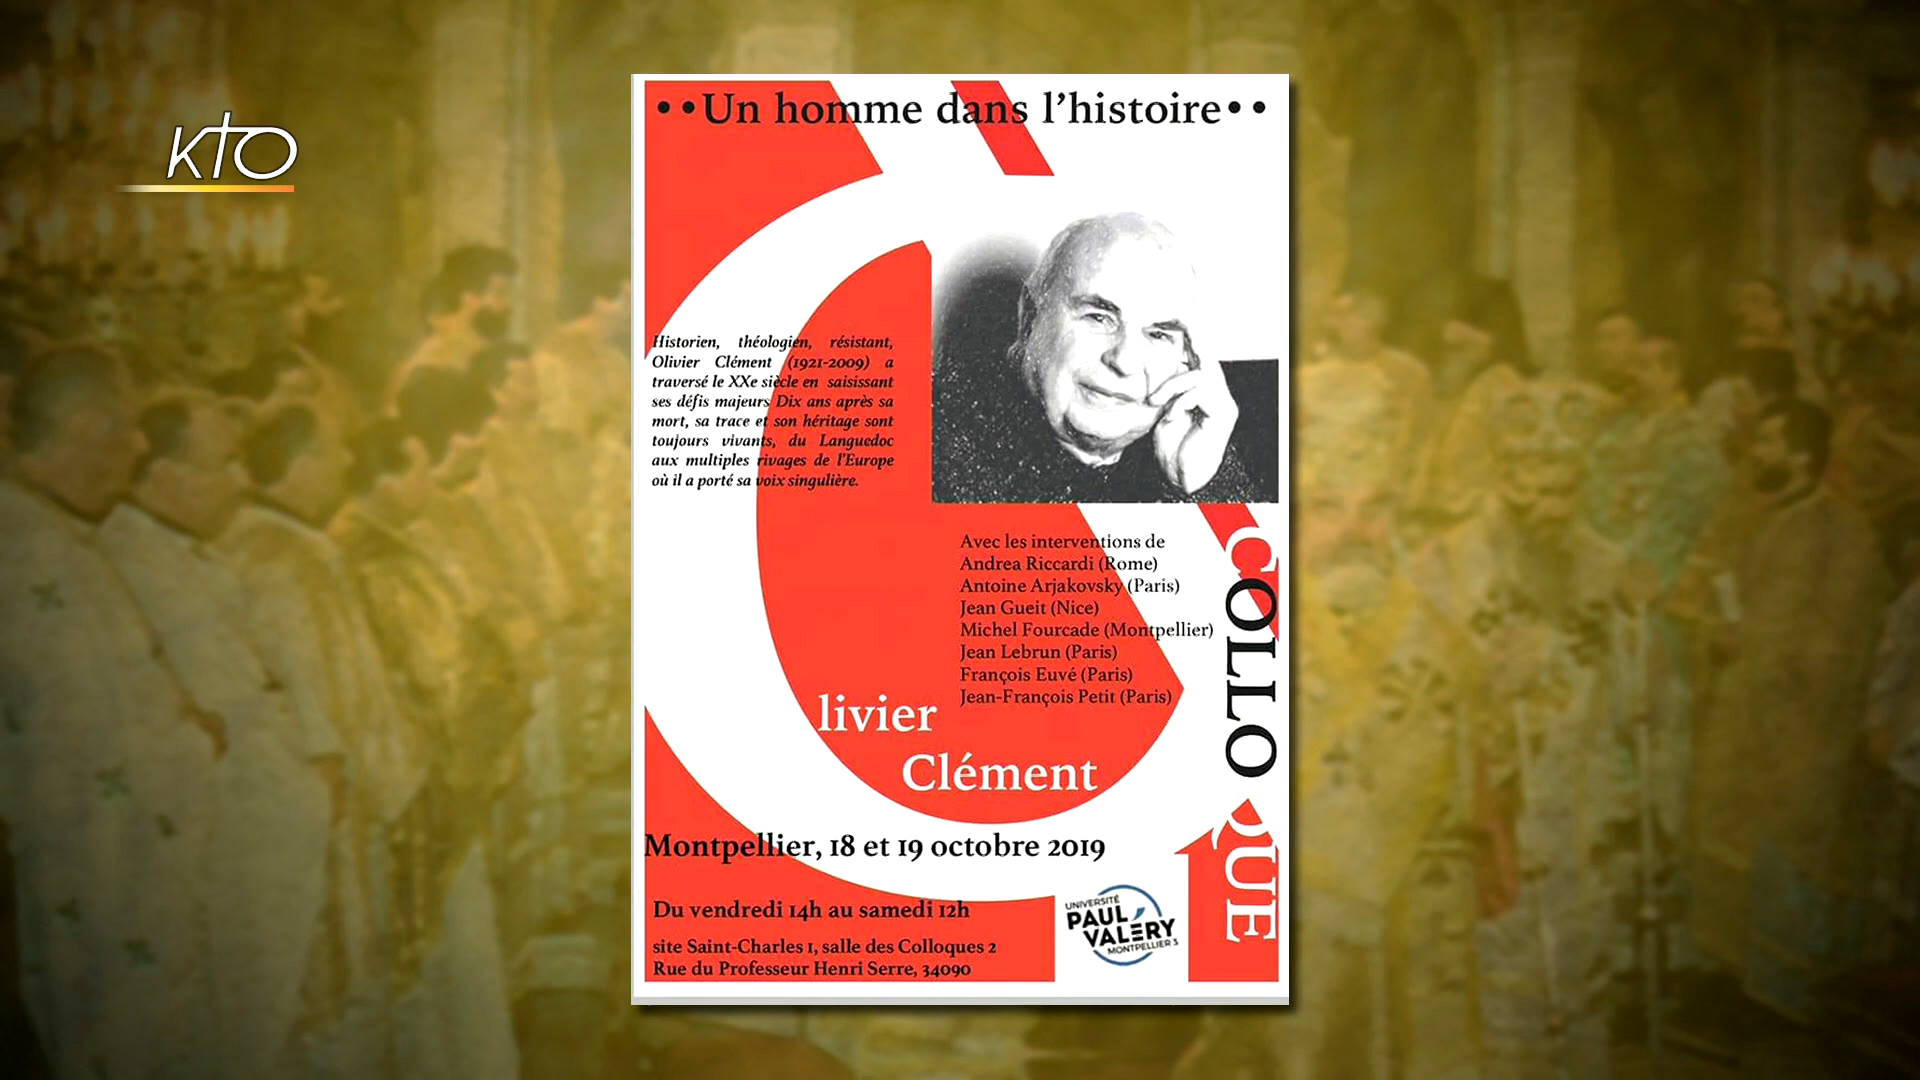 KTO
••Un homme dans l'histoire••
Historien, théologien, résistant,
Olivier Clément (1921-2009) a
traversé le XXe siècle en saisissant
ses défis majeurs Dix ans après sa
mort, sa trace et son héritage sont
toujours vivants, du Languedoc
aux multiples rivages de l'Europe
où il a porté sa voix singulière.
Avec les interventions de
Andrea Riccardi (Rome)
Antoine Arjakovsky (Paris)
Jean Gueit (Nice)
Michel Fourcade (Montpellier)
Jean Lebrun (Paris)
François Euvé (Paris)
Jean-François Petit (Paris)
COLLOQUE
Olivier
Clément
Montpellier, 18 et 19 octobre 2019
Du vendredi 14h au samedi 12h
site Saint-Charles 1, salle des Colloques 2
Rue du Professeur Henri Serre, 34090
UNIVERSITÉ
PAUL
VALÉRY
MONTPELLIER 3